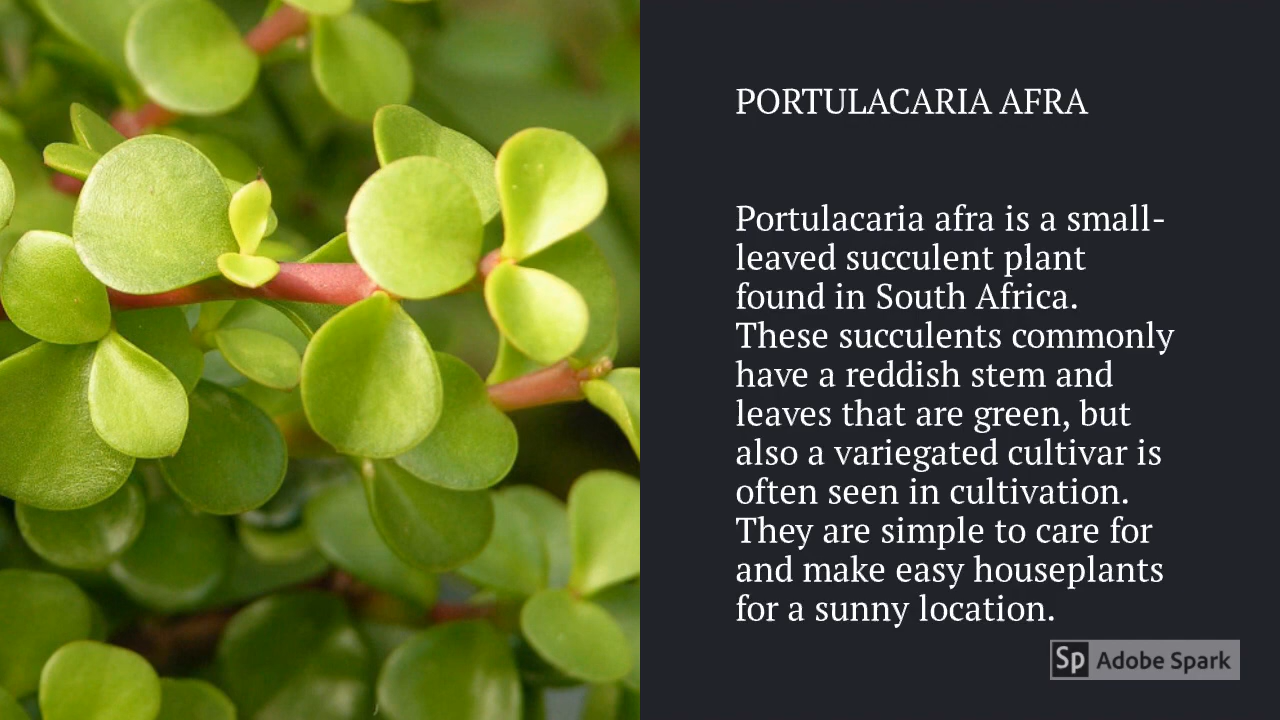 PORTULACARIA AFRA
Portulacaria afra is a small-
leaved succulent plant
found in South Africa.
These succulents commonly
have a reddish stem and
leaves that are green, but
also a variegated cultivar is
often seen in cultivation.
They are simple to care for
and make easy houseplants
for a sunny location.
Sp Adobe Spark